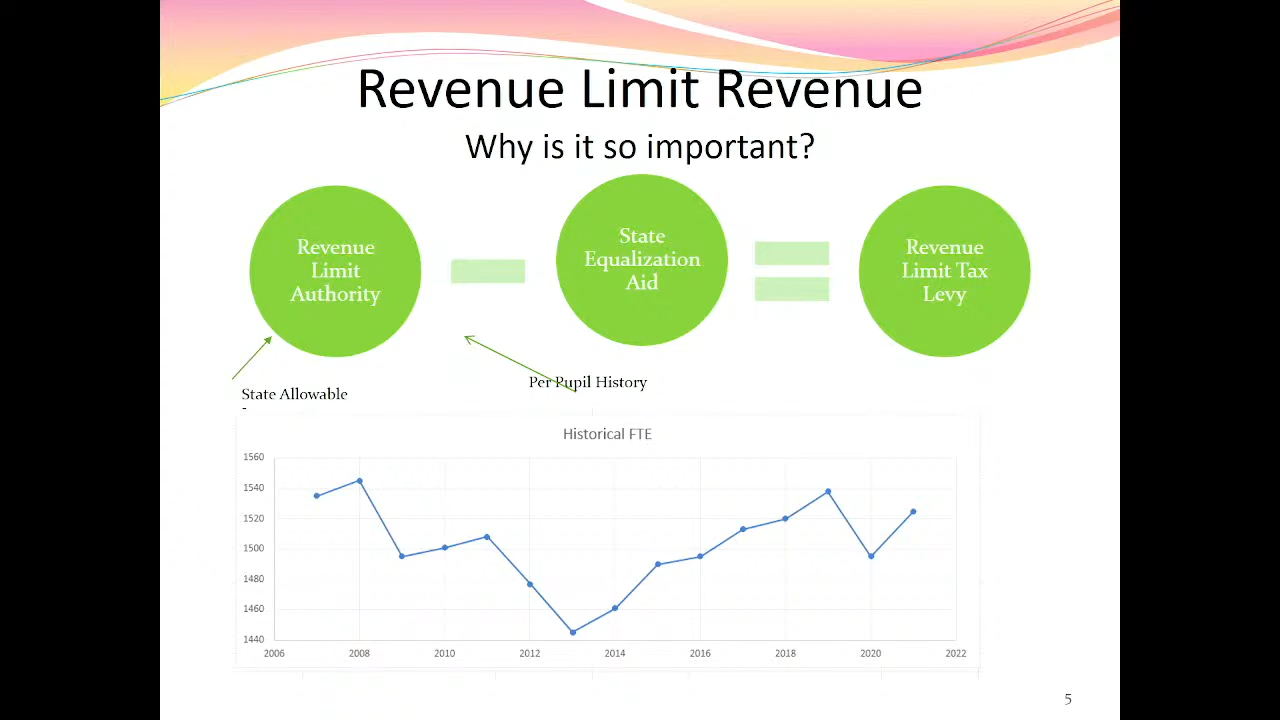 Revenue Limit Revenue
Why is it so important?
Revenue
Limit
Authority
State
Equalization
Aid
Revenue
Limit Tax
Levy
State Allowable
-
Per Pupil History
Historical FTE
1560
1540
1520
1500
1480
1460
1440
2006 2008 2010 2012 2014 2016 2018 2020 2022
5